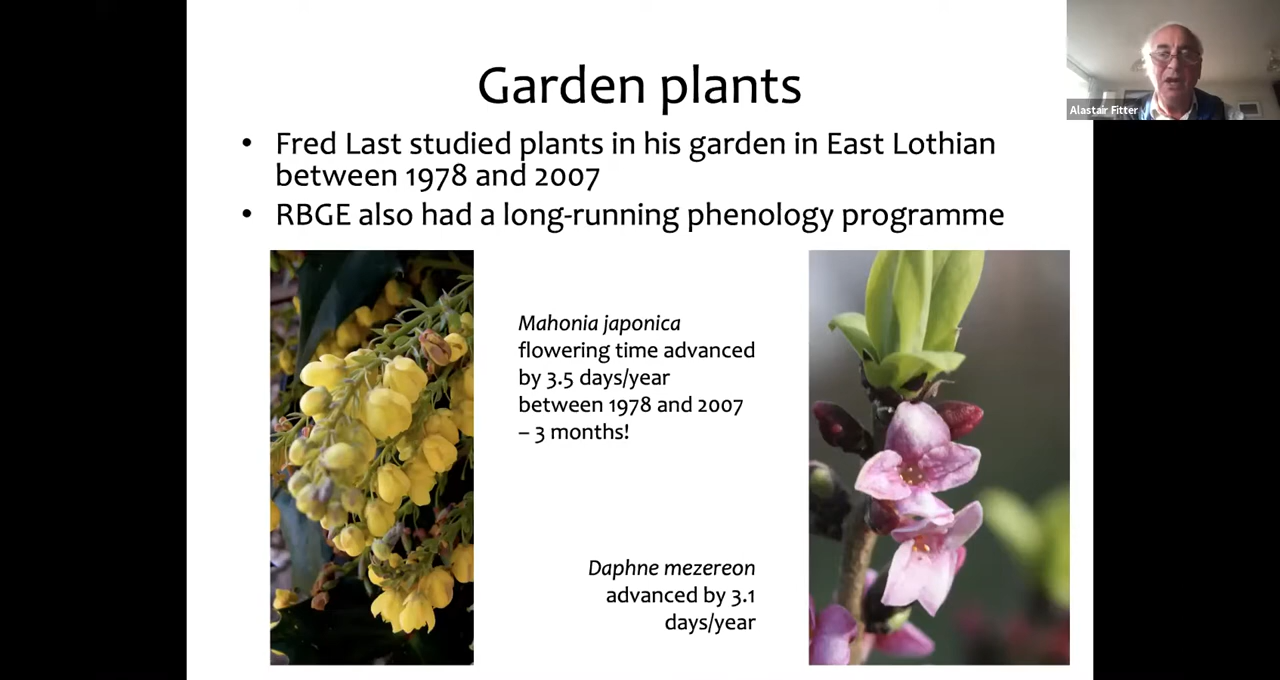 Garden plants
Alastair Fitter
• Fred Last studied plants in his garden in East Lothian
between 1978 and 2007
• RBGE also had a long-running phenology programme
Mahonia japonica
flowering time advanced
by 3.5 days/year
between 1978 and 2007
– 3 months!
Daphne mezereon
advanced by 3.1
days/year